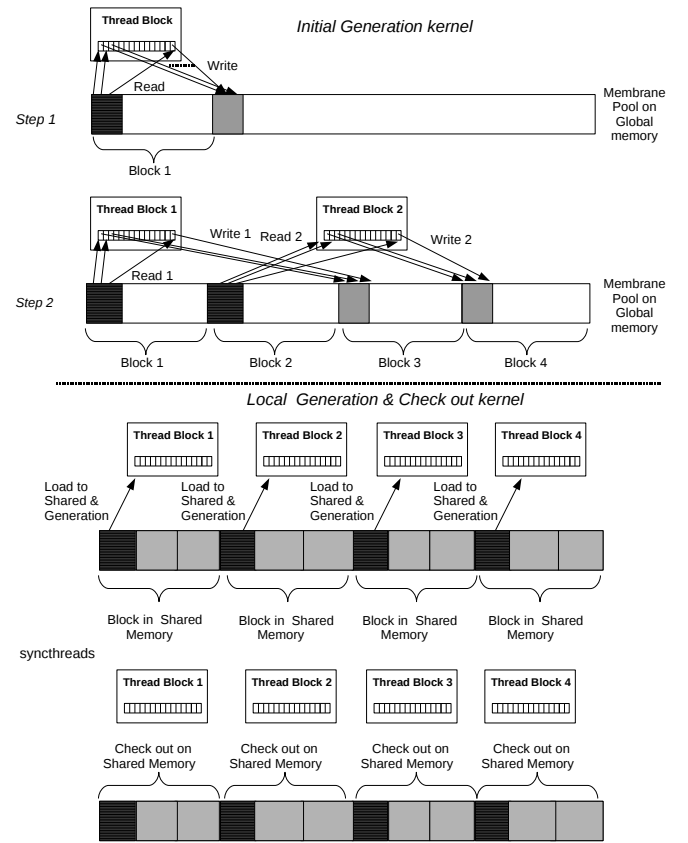 Thread Block
Initial Generation kernel
Write
Read
Step 1
Membrane
Pool on
Global
memory
Block 1
Thread Block 1
Thread Block 2
Write 1
Read 2
Write 2
Read 1
Step 2
Membrane
Pool on
Global
memory
Block 1
Block 2
Block 3
Block 4
Local Generation & Check out kernel
Thread Block 1
Thread Block 2
Thread Block 3
Thread Block 4
Load to
Shared &
Generation
Load to
Shared &
Generation
Load to
Shared &
Generation
Load to
Shared &
Generation
Block in Shared
Memory
Block in Shared
Memory
Block in Shared
Memory
Block in Shared
Memory
syncthreads
Thread Block 1
Thread Block 2
Thread Block 3
Thread Block 4
Check out on
Shared Memory
Check out on
Shared Memory
Check out on
Shared Memory
Check out on
Shared Memory